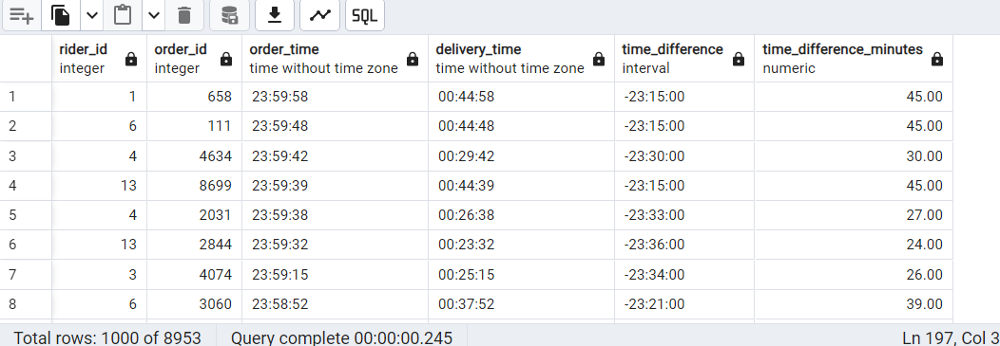 SQL
rider_id order_id order_time delivery_time time_difference time_difference_minutes
integer integer time without time zone time without time zone interval numeric
1 1 658 23:59:58 00:44:58 -23:15:00 45.00
2 6 111 23:59:48 00:44:48 -23:15:00 45.00
3 4 4634 23:59:42 00:29:42 -23:30:00 30.00
4 13 8699 23:59:39 00:44:39 -23:15:00 45.00
5 4 2031 23:59:38 00:26:38 -23:33:00 27.00
6 13 2844 23:59:32 00:23:32 -23:36:00 24.00
7 3 4074 23:59:15 00:25:15 -23:34:00 26.00
8 6 3060 23:58:52 00:37:52 -23:21:00 39.00
Total rows: 1000 of 8953 Query complete 00:00:00.245 Ln 197, Col 3